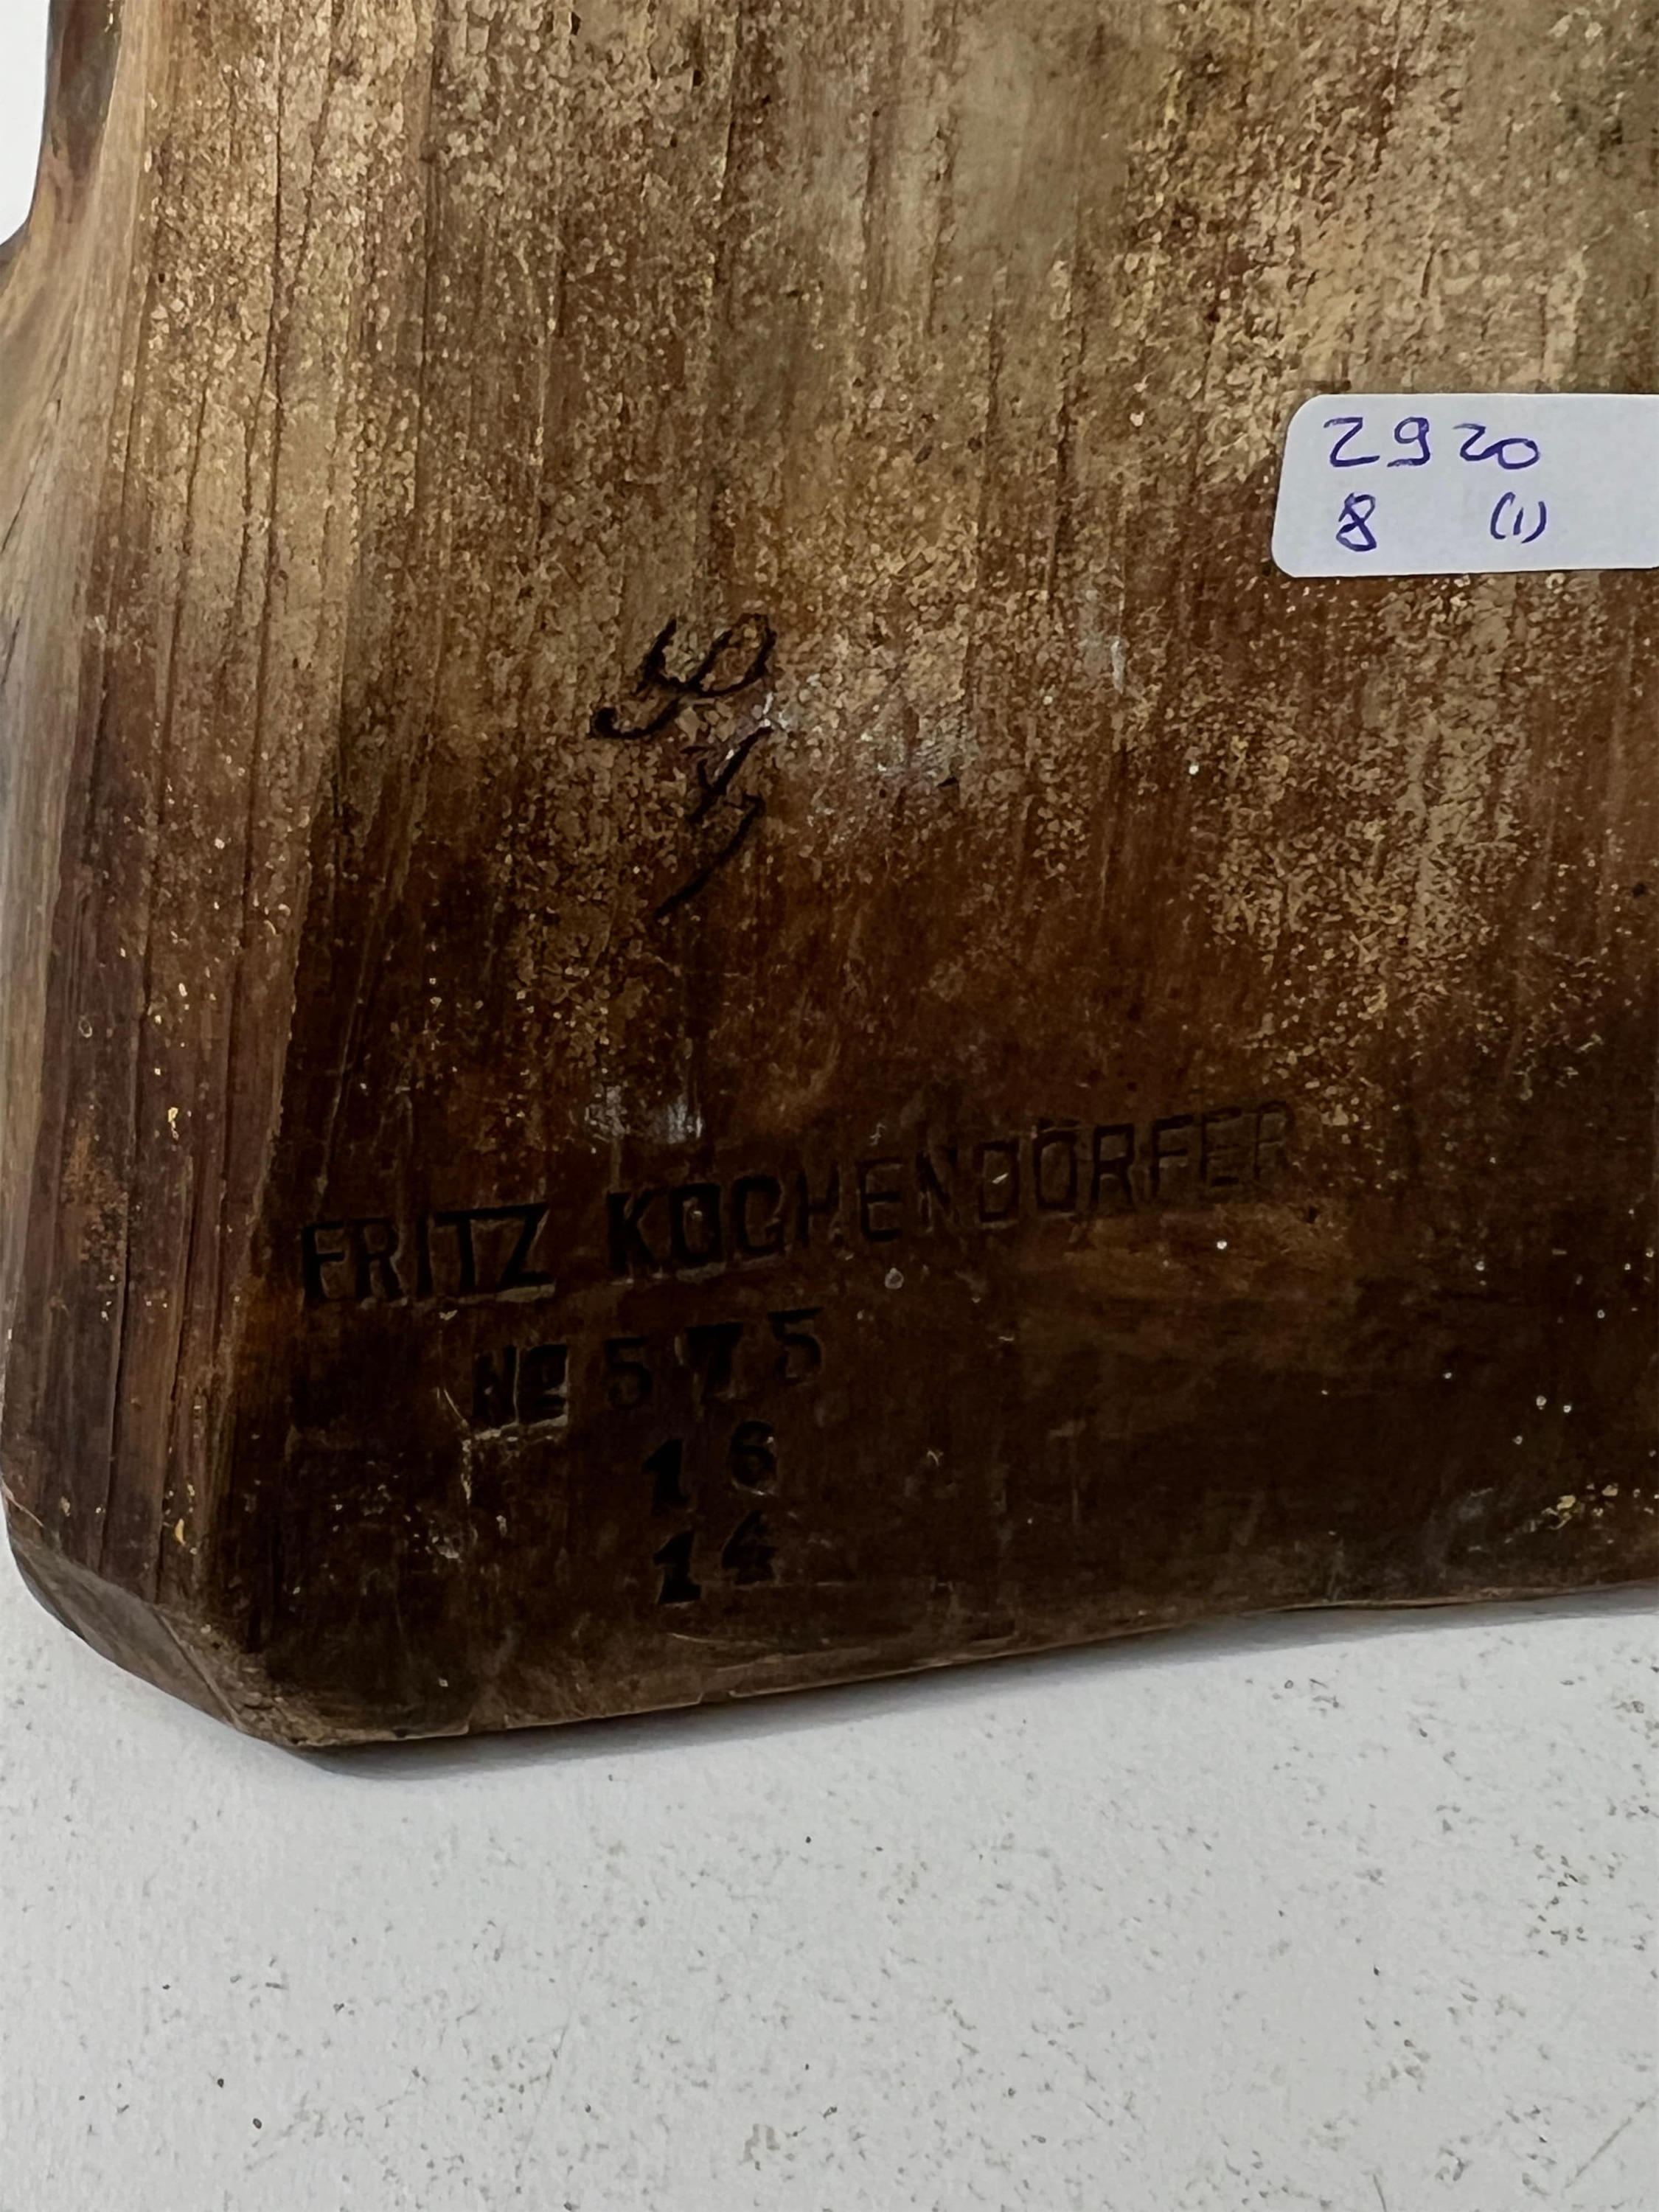 2920
8 (1)
FRITZ KOCHENDÖRFER
No 575
16
14